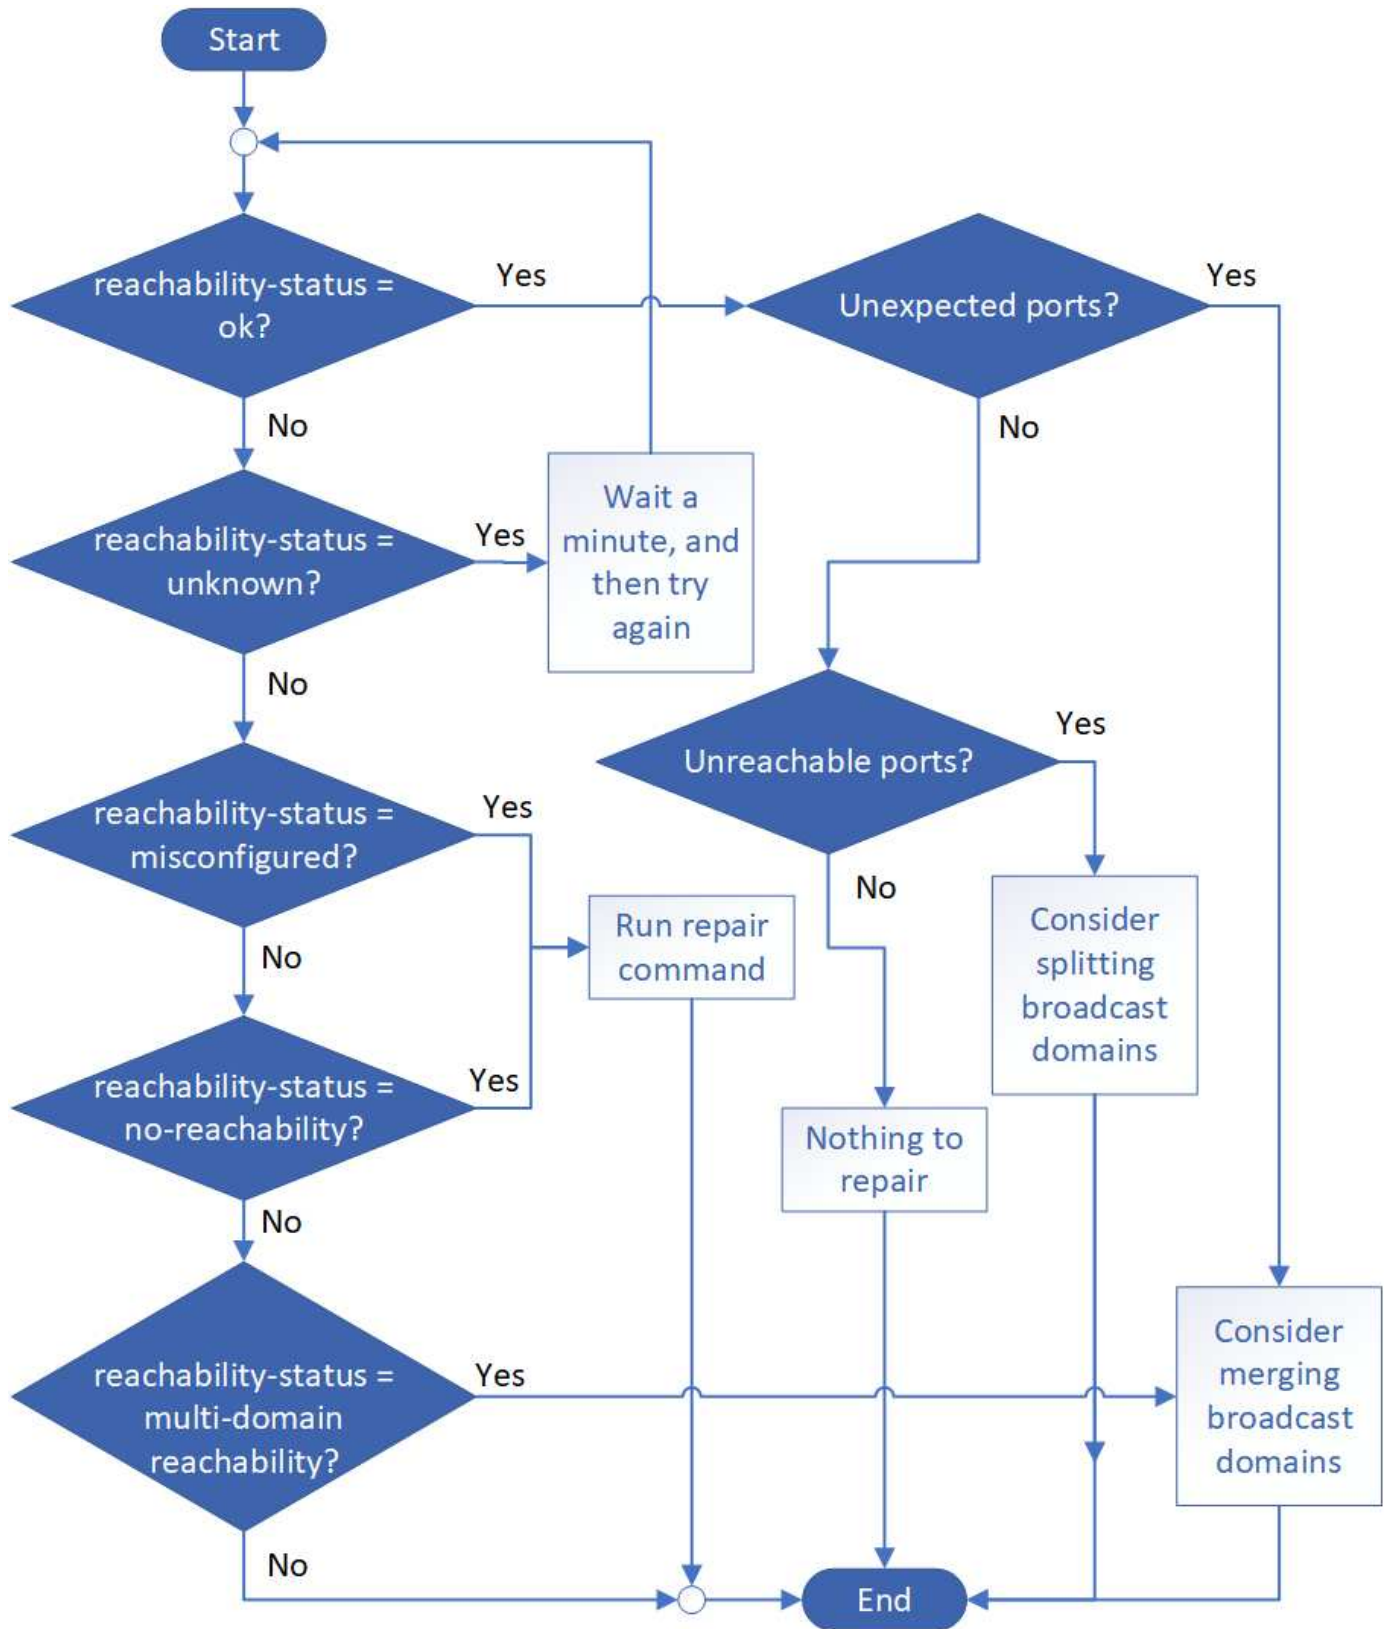 Start
reachability-status =
ok?
Yes
Unexpected ports?
Yes
No
No
reachability-status =
unknown?
Yes
Wait a
minute, and
then try
again
No
Unreachable ports?
Yes
reachability-status =
misconfigured?
Yes
No
Run repair
command
Consider
splitting
broadcast
domains
No
reachability-status =
no-reachability?
Yes
Nothing to
repair
No
reachability-status =
multi-domain
reachability?
Yes
Consider
merging
broadcast
domains
No
End